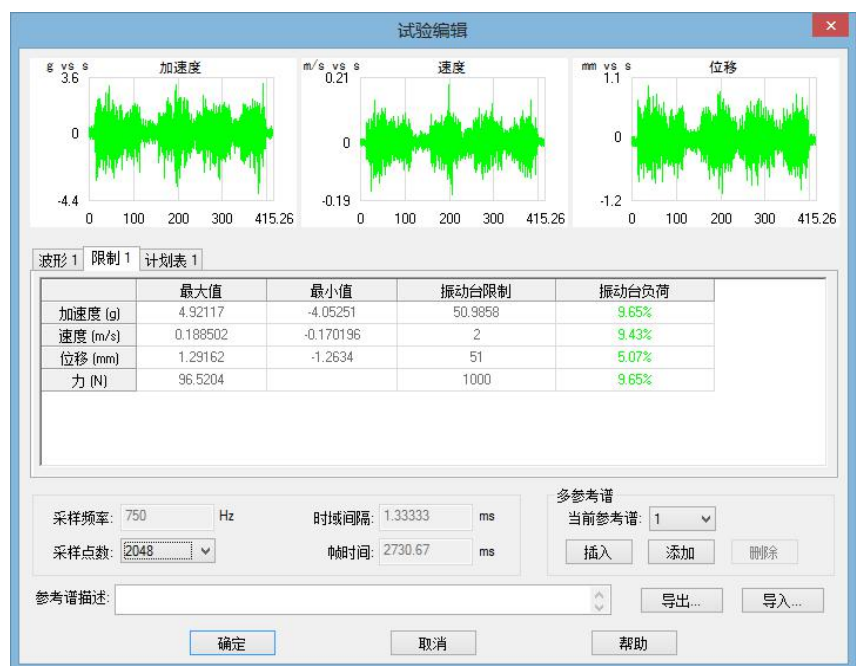 试验编辑
g vs s 加速度 m/s vs s 速度 mm vs s 位移
3.6 0.21 1.1
0 0 0
-4.4 -0.19 -1.2
0 100 200 300 415.26 0 100 200 300 415.26 0 100 200 300 415.26
波形 1 限制 1 计划表 1
最大值 最小值 振动台限制 振动台负荷
加速度 (g) 4.92117 -4.05251 50.9858 9.65%
速度 (m/s) 0.188502 -0.170196 2 9.43%
位移 (mm) 1.29162 -1.2634 51 5.07%
力 (N) 96.5204 1000 9.65%
多参考谱
采样频率: 750 Hz 时域间隔: 1.33333 ms 当前参考谱: 1
采样点数: 2048 帧时间: 2730.67 ms 插入 添加 删除
参考谱描述: 导出... 导入...
确定 取消 帮助